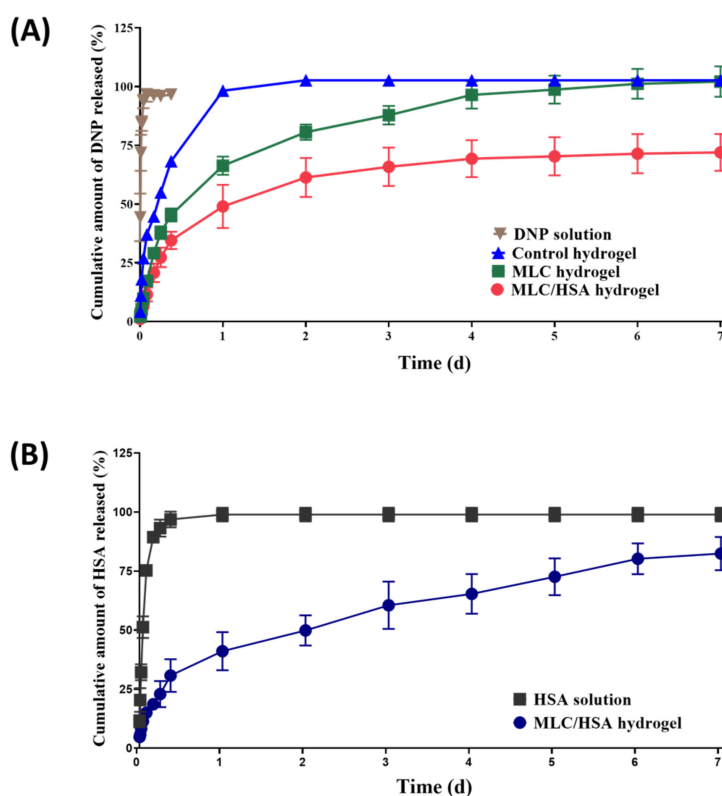 (A)
Cumulative amount of DNP released (%)
125
100
75
50
25
0
DNP solution
Control hydrogel
MLC hydrogel
MLC/HSA hydrogel
0 1 2 3 4 5 6 7
Time (d)
(B)
Cumulative amount of HSA released (%)
125
100
75
50
25
0
HSA solution
MLC/HSA hydrogel
0 1 2 3 4 5 6 7
Time (d)